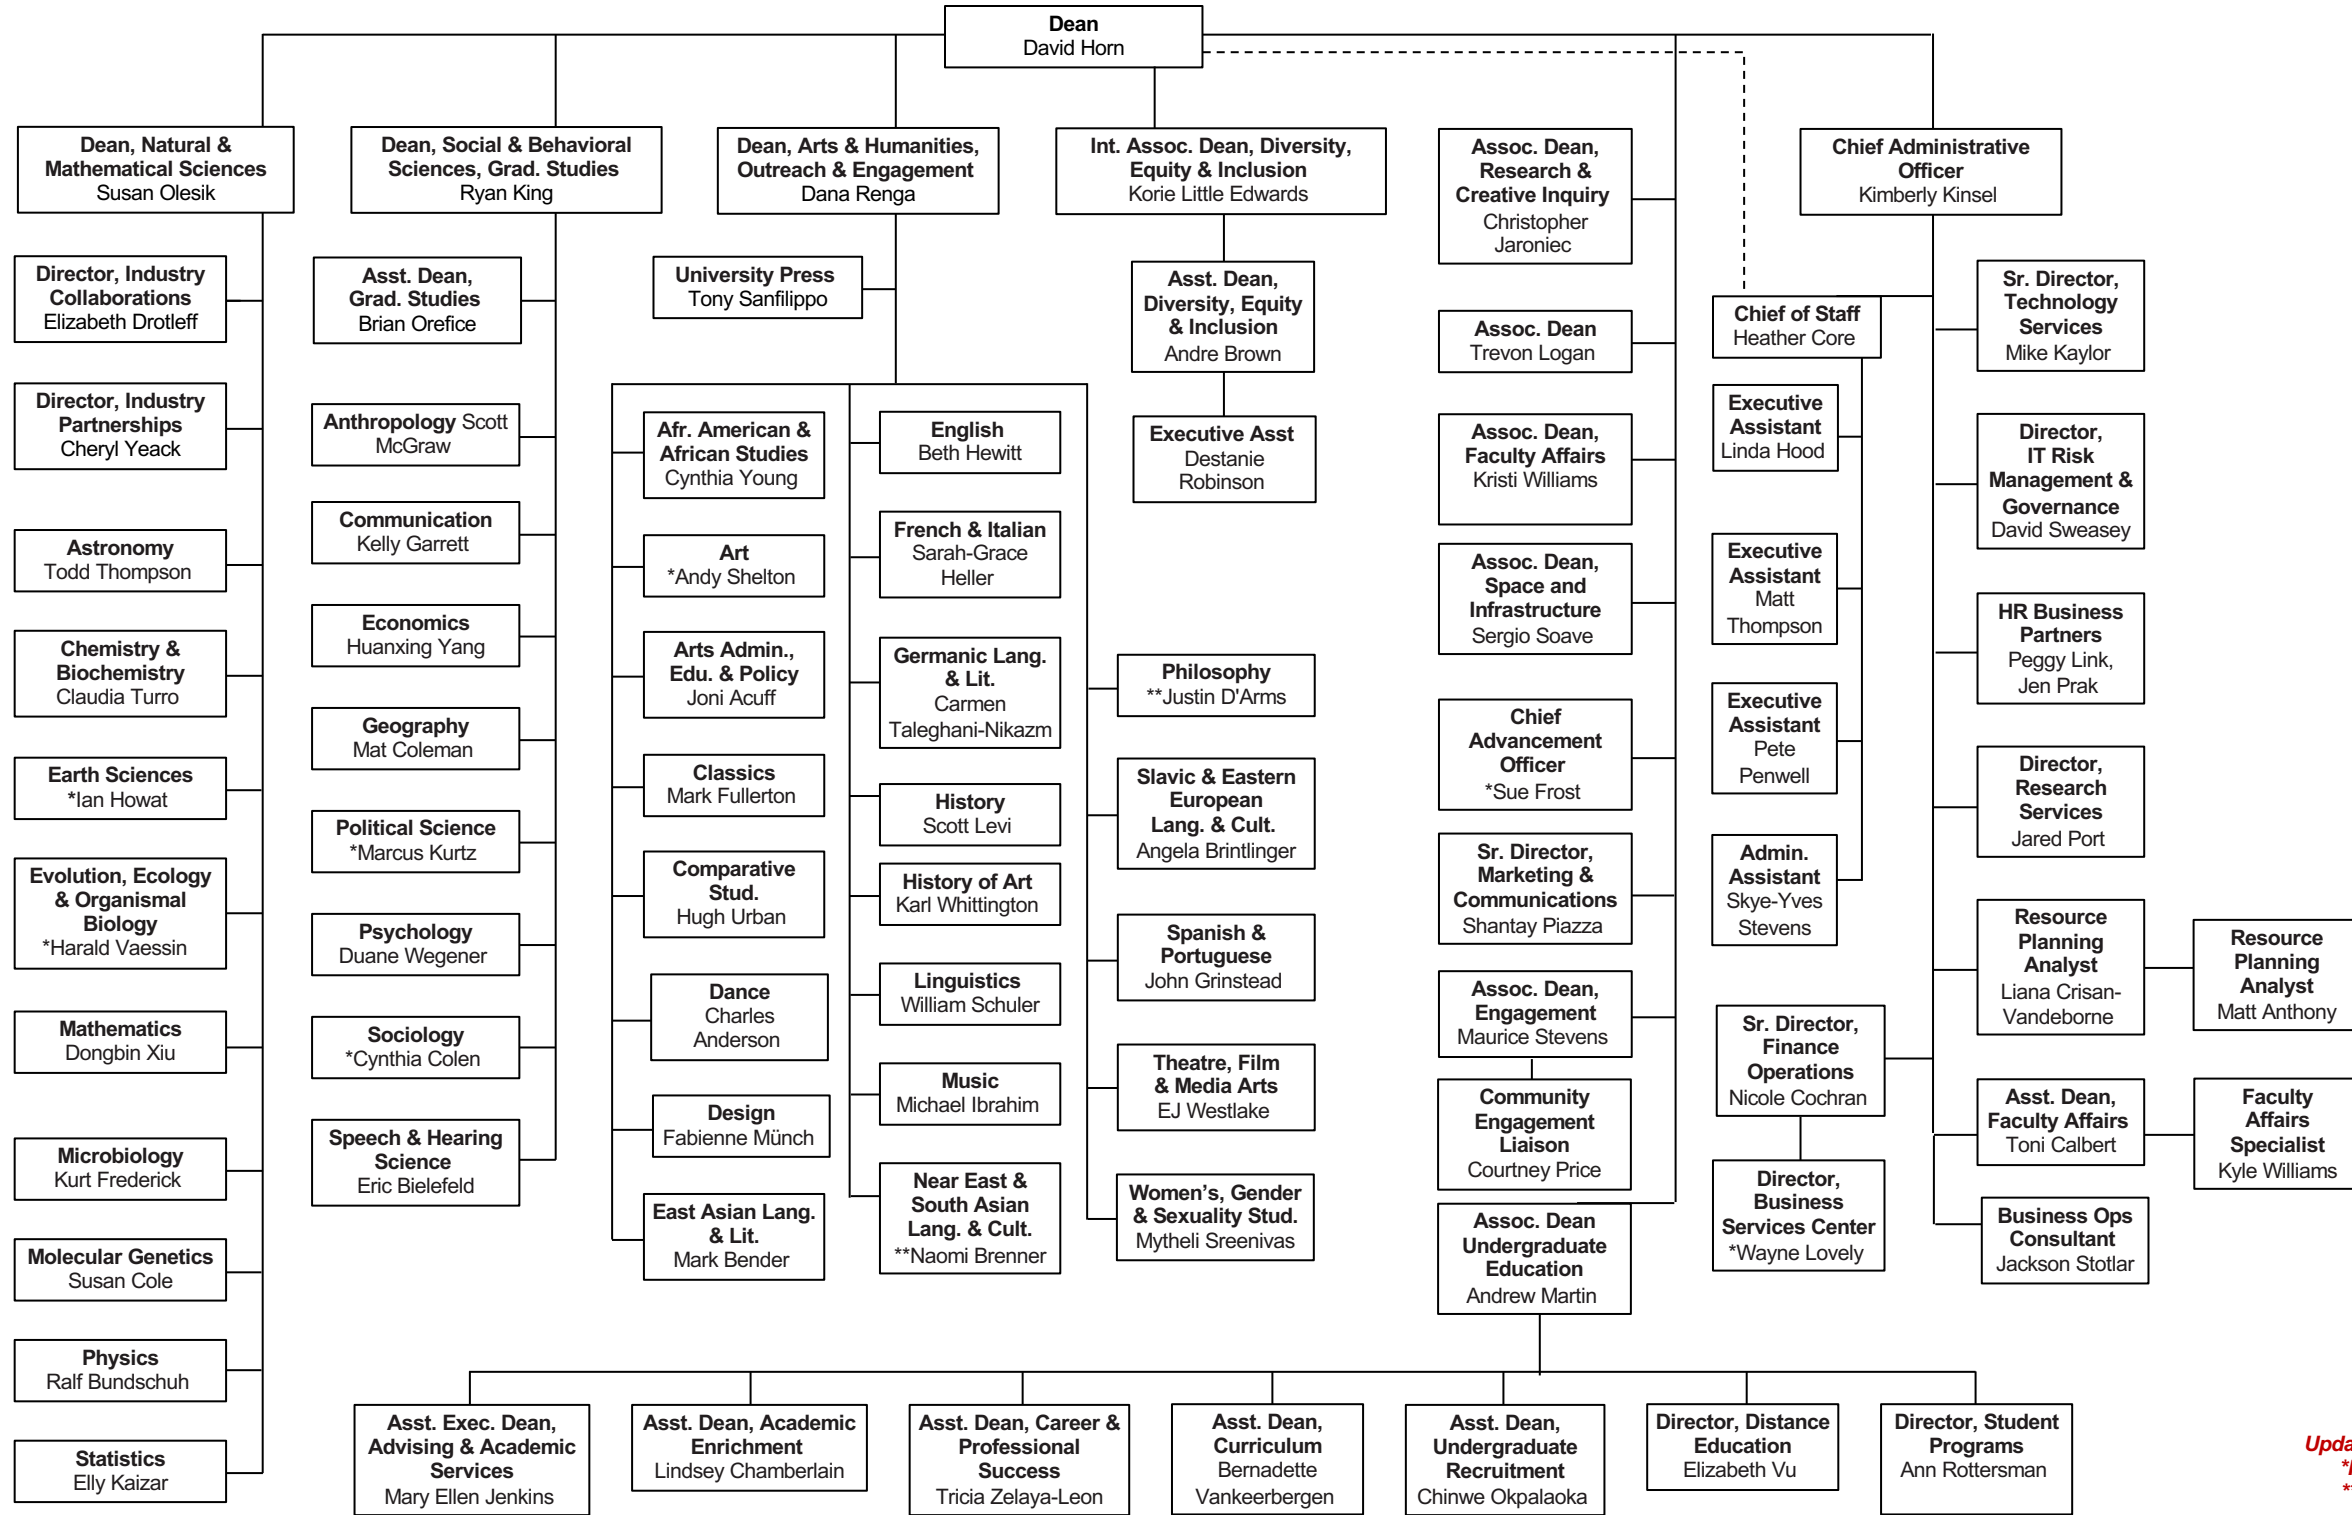 Dean
David Horn
Dean, Natural &
Mathematical Sciences
Susan Olesik
Dean, Social & Behavioral
Sciences, Grad. Studies
Ryan King
Dean, Arts & Humanities,
Outreach & Engagement
Dana Renga
Int. Assoc. Dean, Diversity,
Equity & Inclusion
Korie Little Edwards
Assoc. Dean,
Research &
Creative Inquiry
Christopher
Jaroniec
Chief Administrative
Officer
Kimberly Kinsel
Director, Industry
Collaborations
Elizabeth Drotleff
Director, Industry
Partnerships
Cheryl Yeack
Astronomy
Todd Thompson
Chemistry &
Biochemistry
Claudia Turro
Earth Sciences
*Ian Howat
Evolution, Ecology
& Organismal
Biology
*Harald Vaessin
Mathematics
Dongbin Xiu
Microbiology
Kurt Frederick
Molecular Genetics
Susan Cole
Physics
Ralf Bundschuh
Statistics
Elly Kaizar
Asst. Dean,
Grad. Studies
Brian Orefice
Anthropology Scott
McGraw
Communication
Kelly Garrett
Economics
Huanxing Yang
Geography
Mat Coleman
Political Science
*Marcus Kurtz
Psychology
Duane Wegener
Sociology
*Cynthia Colen
Speech & Hearing
Science
Eric Bielefeld
University Press
Tony Sanfilippo
Afr. American &
African Studies
Cynthia Young
Art
*Andy Shelton
Arts Admin.,
Edu. & Policy
Joni Acuff
Classics
Mark Fullerton
Comparative
Stud.
Hugh Urban
Dance
Charles
Anderson
Design
Fabienne Münch
East Asian Lang.
& Lit.
Mark Bender
English
Beth Hewitt
French & Italian
Sarah-Grace
Heller
Germanic Lang.
& Lit.
Carmen
Taleghani-Nikazm
History
Scott Levi
History of Art
Karl Whittington
Linguistics
William Schuler
Music
Michael Ibrahim
Near East &
South Asian
Lang. & Cult.
**Naomi Brenner
Philosophy
**Justin D'Arms
Slavic & Eastern
European
Lang. & Cult.
Angela Brintlinger
Spanish &
Portuguese
John Grinstead
Theatre, Film
& Media Arts
EJ Westlake
Women's, Gender
& Sexuality Stud.
Mytheli Sreenivas
Asst. Dean,
Diversity, Equity
& Inclusion
Andre Brown
Executive Asst
Destanie
Robinson
Assoc. Dean
Trevon Logan
Assoc. Dean,
Faculty Affairs
Kristi Williams
Assoc. Dean,
Space and
Infrastructure
Sergio Soave
Chief
Advancement
Officer
*Sue Frost
Sr. Director,
Marketing &
Communications
Shantay Piazza
Assoc. Dean,
Engagement
Maurice Stevens
Community
Engagement
Liaison
Courtney Price
Assoc. Dean
Undergraduate
Education
Andrew Martin
Chief of Staff
Heather Core
Executive
Assistant
Linda Hood
Executive
Assistant
Matt
Thompson
Executive
Assistant
Pete
Penwell
Admin.
Assistant
Skye-Yves
Stevens
Sr. Director,
Finance
Operations
Nicole Cochran
Director,
Business
Services Center
*Wayne Lovely
Sr. Director,
Technology
Services
Mike Kaylor
Director,
IT Risk
Management &
Governance
David Sweasey
HR Business
Partners
Peggy Link,
Jen Prak
Director,
Research
Services
Jared Port
Resource
Planning
Analyst
Liana Crisan-
Vandeborne
Resource
Planning
Analyst
Matt Anthony
Asst. Dean,
Faculty Affairs
Toni Calbert
Faculty
Affairs
Specialist
Kyle Williams
Business Ops
Consultant
Jackson Stotlar
Asst. Exec. Dean,
Advising & Academic
Services
Mary Ellen Jenkins
Asst. Dean, Academic
Enrichment
Lindsey Chamberlain
Asst. Dean, Career &
Professional
Success
Tricia Zelaya-Leon
Asst. Dean,
Curriculum
Bernadette
Vankeerbergen
Asst. Dean,
Undergraduate
Recruitment
Chinwe Okpalaoka
Director, Distance
Education
Elizabeth Vu
Director, Student
Programs
Ann Rottersman